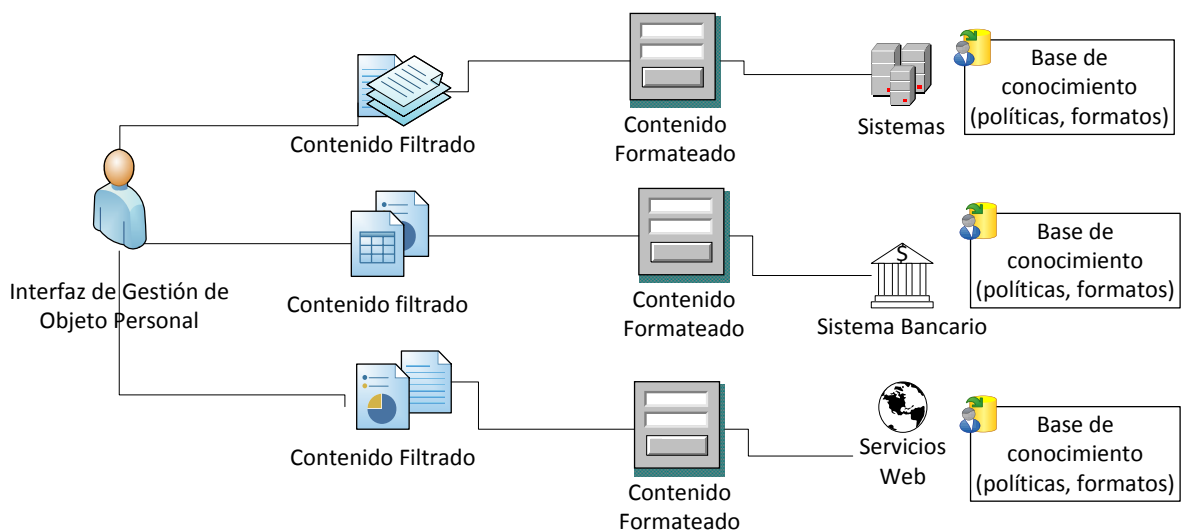 Contenido Filtrado
Contenido
Formateado
Sistemas
Base de
conocimiento
(políticas, formatos)
Interfaz de Gestión de
Objeto Personal
Contenido filtrado
Contenido
Formateado
$
Sistema Bancario
Base de
conocimiento
(políticas, formatos)
Contenido Filtrado
Contenido
Formateado
Servicios
Web
Base de
conocimiento
(políticas, formatos)